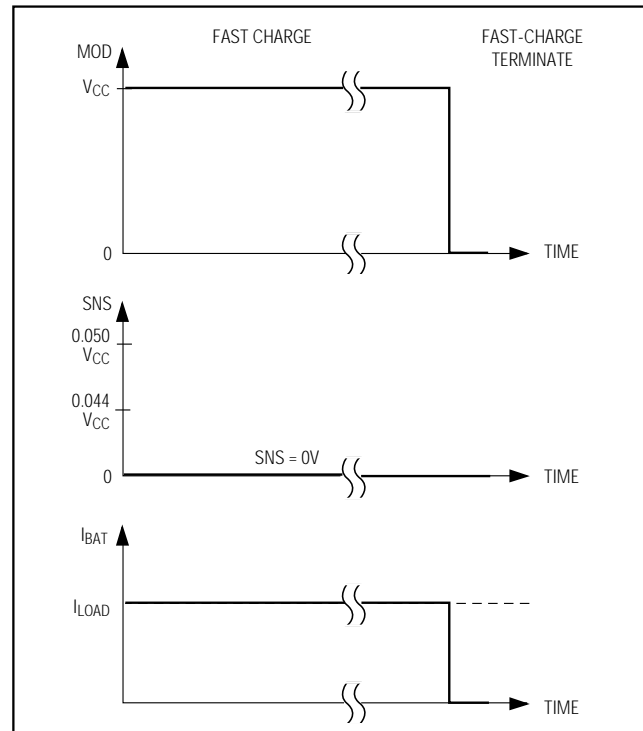 FAST CHARGE
FAST-CHARGE
TERMINATE
MOD
VCC
0
TIME
SNS
0.050
VCC
0.044
VCC
SNS = 0V
0
TIME
IBAT
ILOAD
TIME